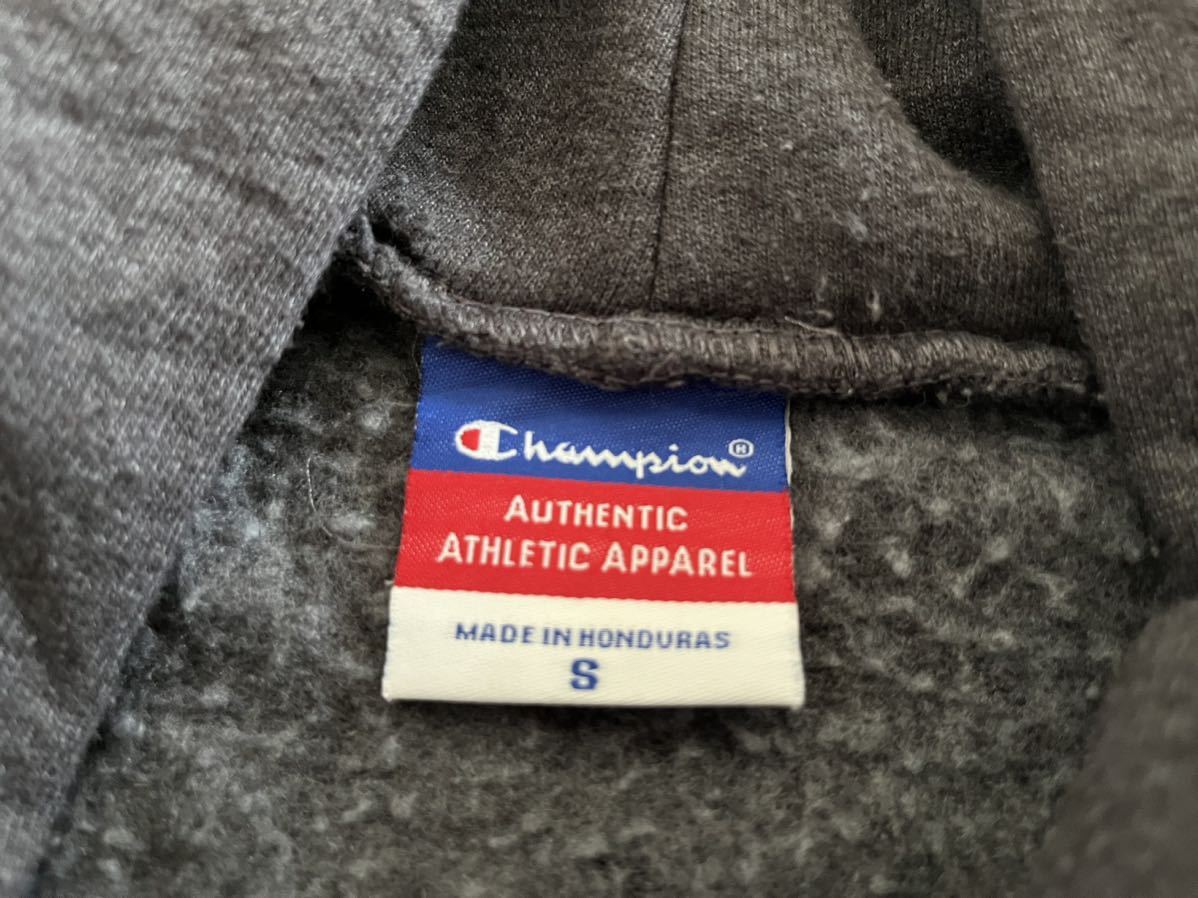 Champion®
AUTHENTIC
ATHLETIC APPAREL
MADE IN HONDURAS
S